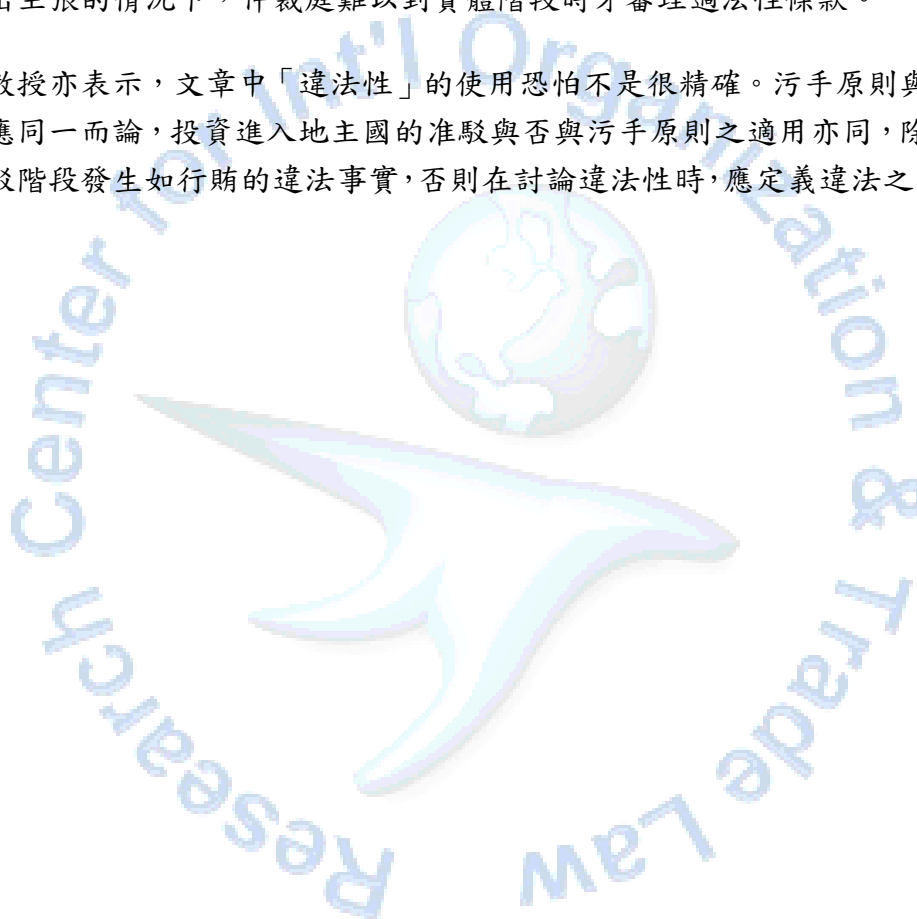 出主張的情況下，仲裁庭難以到實體階段時才審理適法性條款。
教授亦表示，文章中「違法性」的使用恐怕不是很精確。污手原則與
應同一而論，投資進入地主國的准駁與否與污手原則之適用亦同，除
駁階段發生如行賄的違法事實，否則在討論違法性時，應定義違法之
Research Center for Int'l Organization & Trade Law